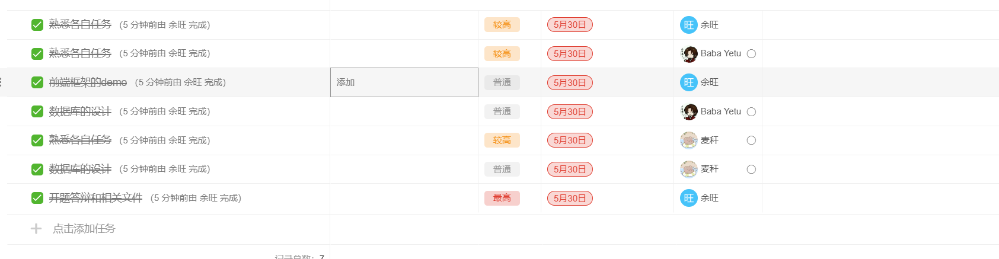 熟悉各自任务 (5 分钟前由 余旺 完成) 较高 5月30日 旺 余旺
熟悉各自任务 (5 分钟前由 余旺 完成) 较高 5月30日 Baba Yetu
前端框架的demo (5 分钟前由 余旺 完成) 添加 普通 5月30日 旺 余旺
数据库的设计 (5 分钟前由 余旺 完成) 普通 5月30日 Baba Yetu
熟悉各自任务 (5 分钟前由 余旺 完成) 较高 5月30日 麦秆
数据库的设计 (5 分钟前由 余旺 完成) 普通 5月30日 麦秆
开题答辩和相关文件 (5 分钟前由 余旺 完成) 最高 5月30日 旺 余旺
点击添加任务
记录总数: 7